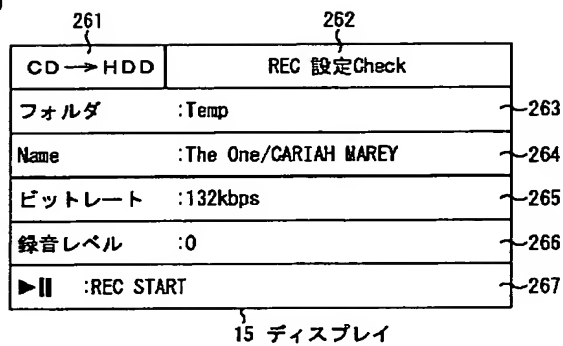 261 262
CD→HDD REC 設定Check
フォルダ :Temp 263
Name :The One/CARIAH MAREY 264
ビットレート :132kbps 265
録音レベル :0 266
▶II :REC START 267
15 ディスプレイ